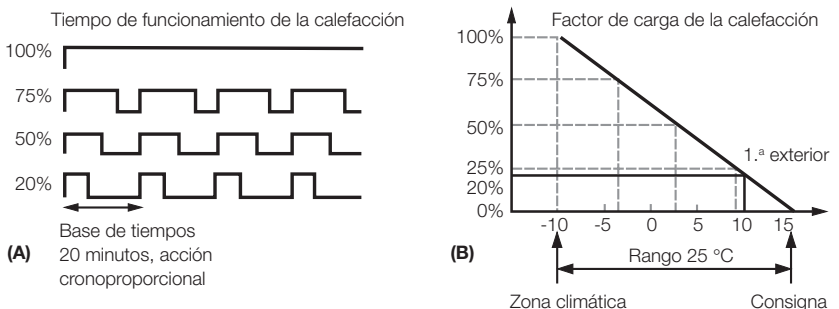 Tiempo de funcionamiento de la calefacción
100%
75%
50%
20%
Base de tiempos
20 minutos, acción
cronoproporcional
(A)
Factor de carga de la calefacción
100%
75%
50%
25%
20%
0%
1.ª exterior
-10 -5 0 5 10 15
Rango 25 °C
(B)
Zona climática
Consigna